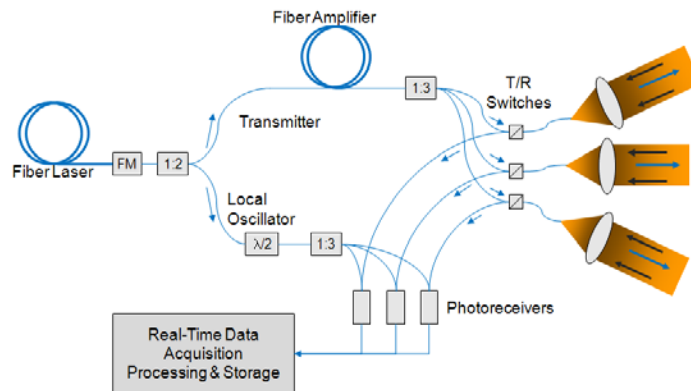 Fiber Amplifier
1:3
T/R
Switches
Transmitter
Fiber Laser
FM
1:2
Local
Oscillator
λ/2
1:3
Photoreceivers
Real-Time Data
Acquisition
Processing & Storage